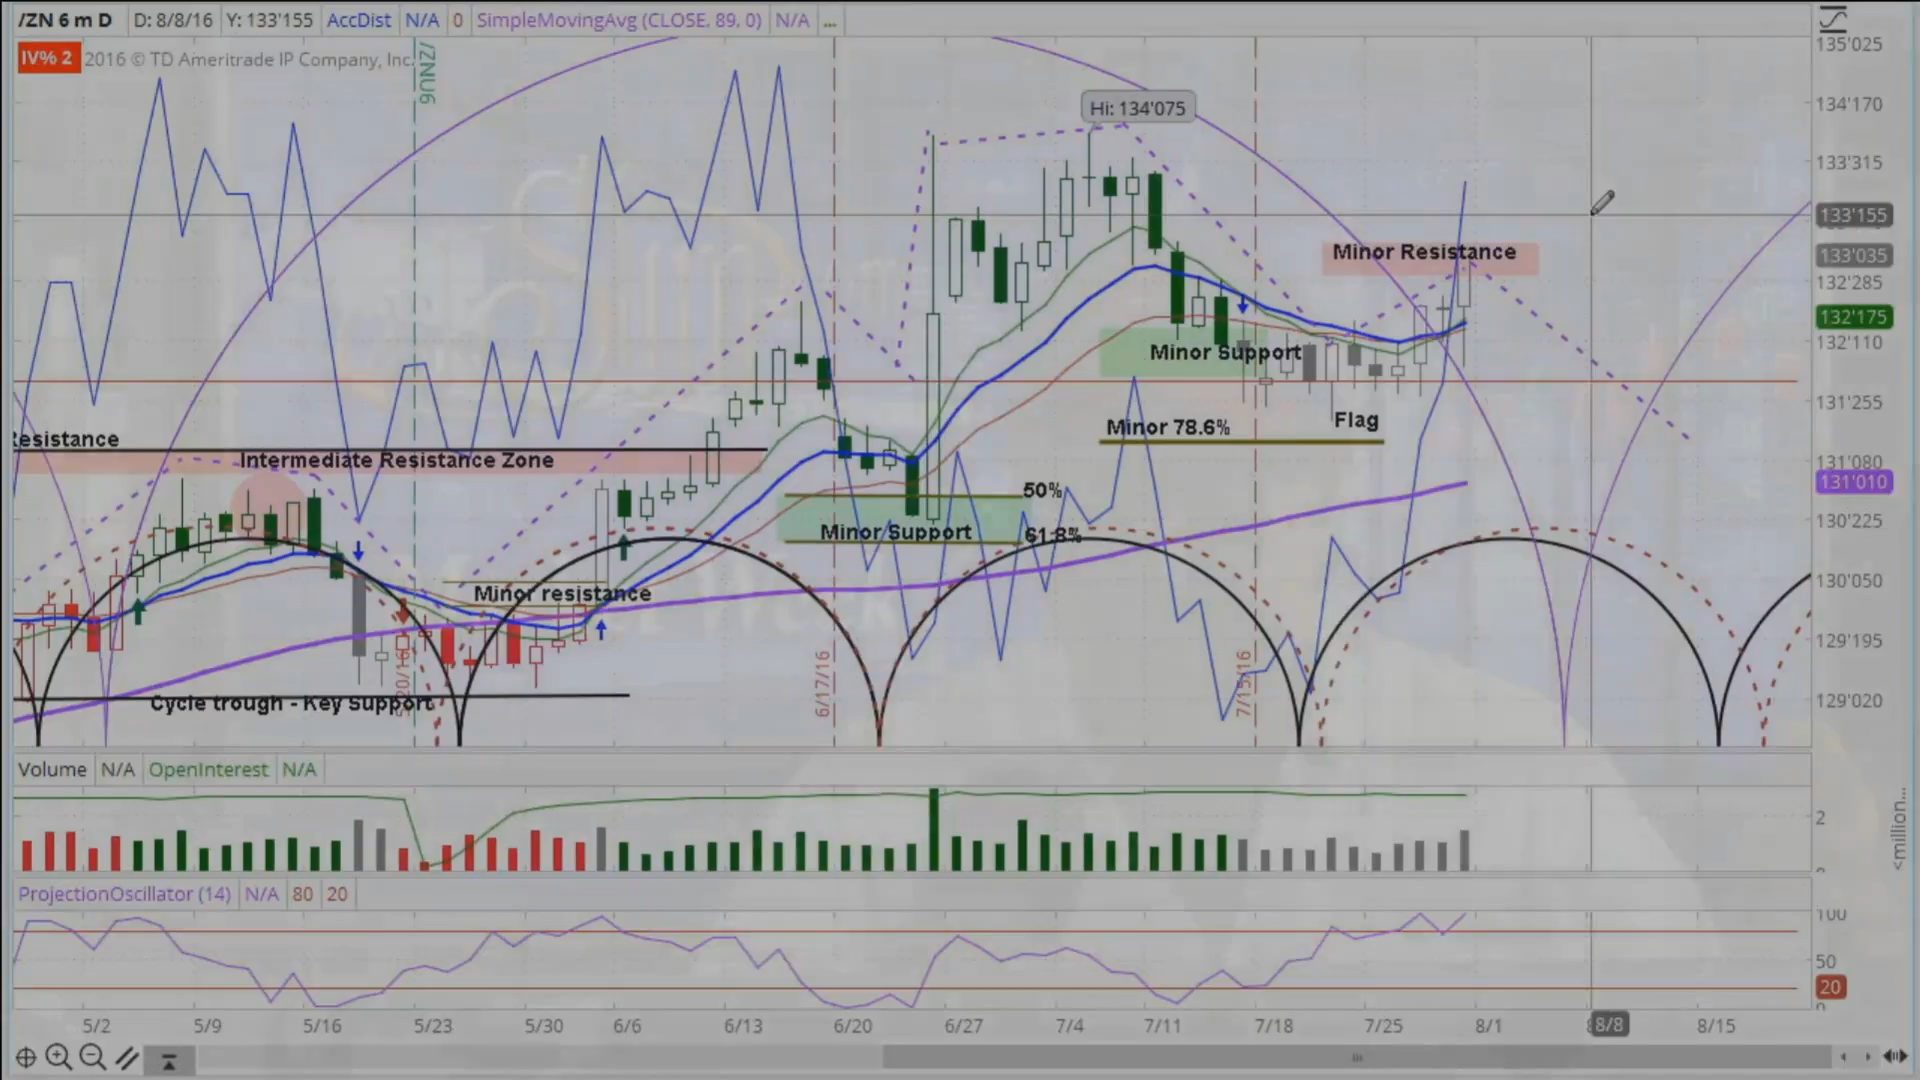 /ZN 6 m D D: 8/8/16 Y: 133'155 AccDist N/A 0 SimpleMovingAvg (CLOSE, 89, 0) N/A ...
IV% 2 2016 © TD Ameritrade IP Company, Inc.
/ZNU6
135'025
Hi: 134'075
134'170
133'315
133'155
Minor Resistance
133'035
132'285
132'175
Minor Support
132'110
131'255
Flag
Minor 78.6%
Resistance
Intermediate Resistance Zone
131'080
131'010
50%
130'225
Minor Support
61.8%
130'050
Minor resistance
129'195
5/20/16
6/17/16
7/15/16
Cycle trough - Key Support
129'020
Volume N/A OpenInterest N/A
2
<million...
ProjectionOscillator (14) N/A 80 20
100
50
20
5/2 5/9 5/16 5/23 5/30 6/6 6/13 6/20 6/27 7/4 7/11 7/18 7/25 8/1 8/8 8/15